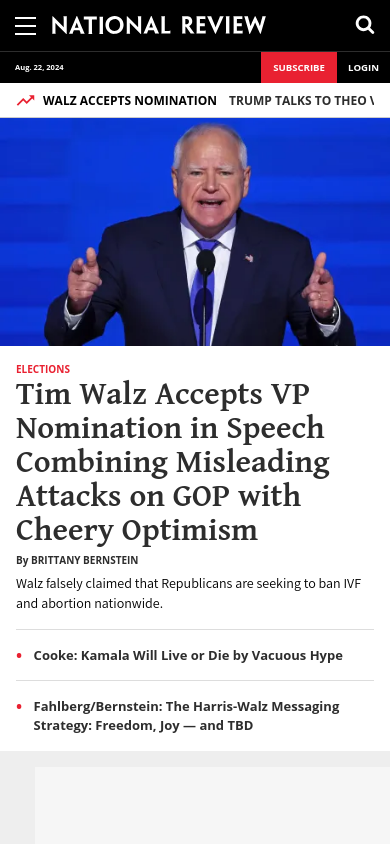 NATIONAL REVIEW
Aug. 22, 2024
SUBSCRIBE
LOGIN
WALZ ACCEPTS NOMINATION TRUMP TALKS TO THEO
ELECTIONS
Tim Walz Accepts VP
Nomination in Speech
Combining Misleading
Attacks on GOP with
Cheery Optimism
By BRITTANY BERNSTEIN
Walz falsely claimed that Republicans are seeking to ban IVF
and abortion nationwide.
• Cooke: Kamala Will Live or Die by Vacuous Hype
• Fahlberg/Bernstein: The Harris-Walz Messaging
Strategy: Freedom, Joy — and TBD